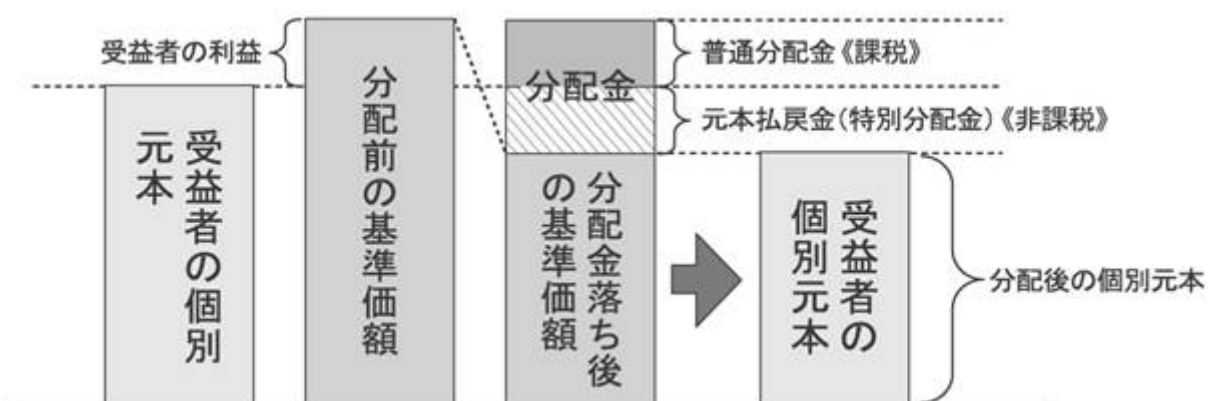 受益者の利益
受益者の個別
元本
分配前の基準価額
分配金
分配金落ち後
の基準価額
普通分配金《課税》
元本払戻金(特別分配金)《非課税》
受益者の
個別元本
分配後の個別元本